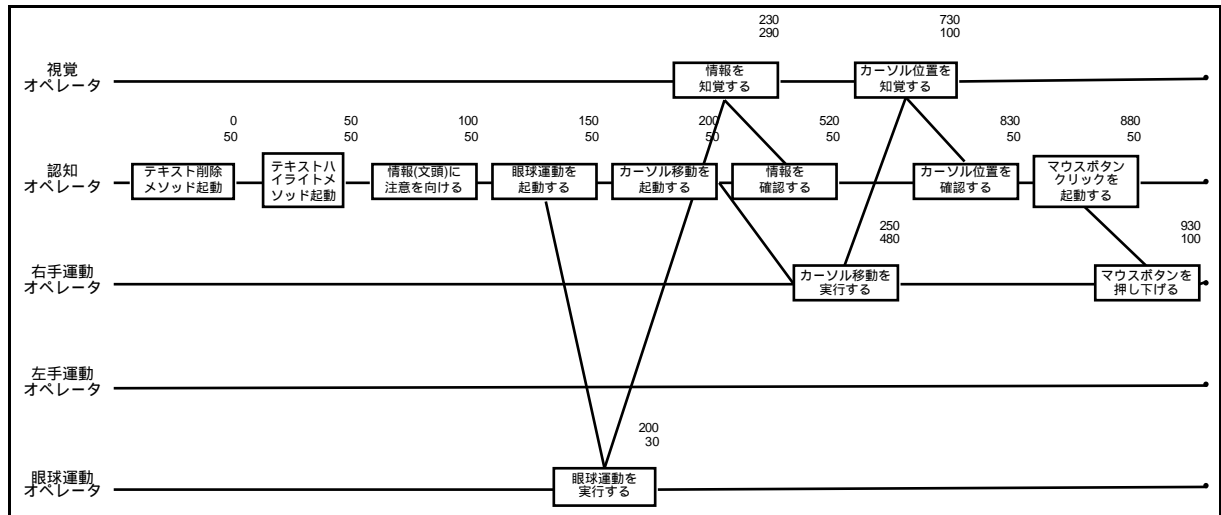 230
290
730
100
視覚
オペレータ
情報を
知覚する
カーソル位置を
知覚する
0
50
50
50
100
50
150
50
200
50
520
50
830
50
880
50
認知
オペレータ
テキスト削除
メソッド起動
テキストハ
イライトメ
ソッド起動
情報(文頭)に
注意を向ける
眼球運動を
起動する
カーソル移動を
起動する
情報を
確認する
カーソル位置を
確認する
マウスボタン
クリックを
起動する
250
480
930
100
右手運動
オペレータ
カーソル移動を
実行する
マウスボタンを
押し下げる
左手運動
オペレータ
200
30
眼球運動
オペレータ
眼球運動を
実行する